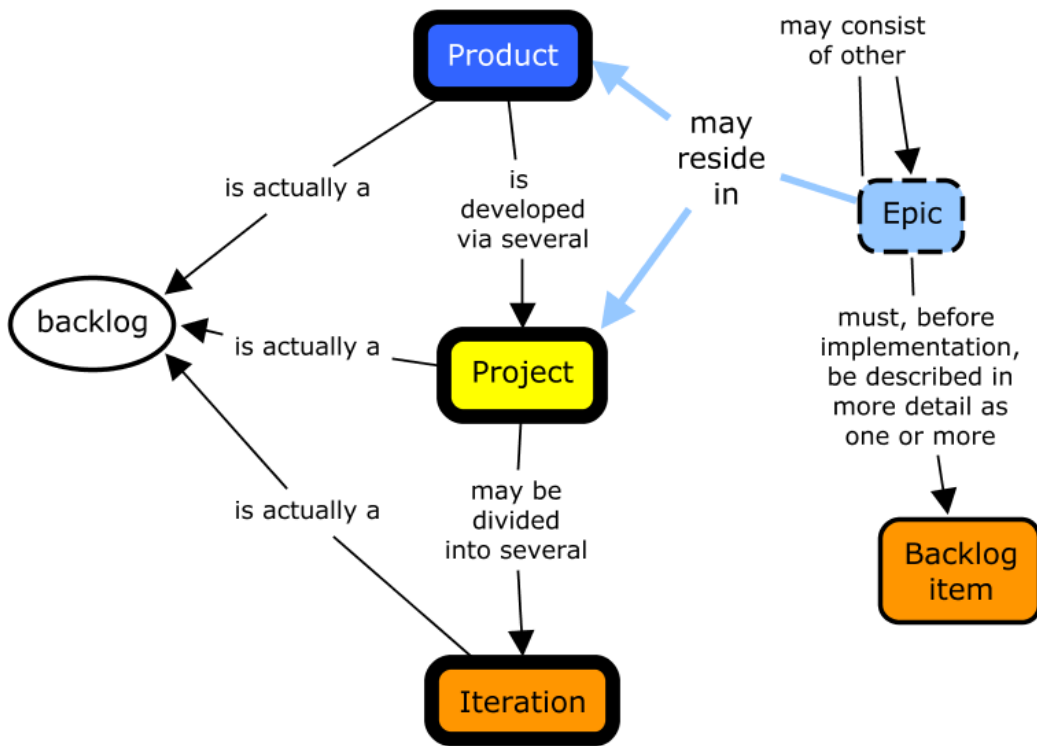 Product
may consist
of other
may
reside
in
is actually a
is
developed
via several
Epic
backlog
is actually a
Project
must, before
implementation,
be described in
more detail as
one or more
is actually a
may be
divided
into several
Backlog
item
Iteration